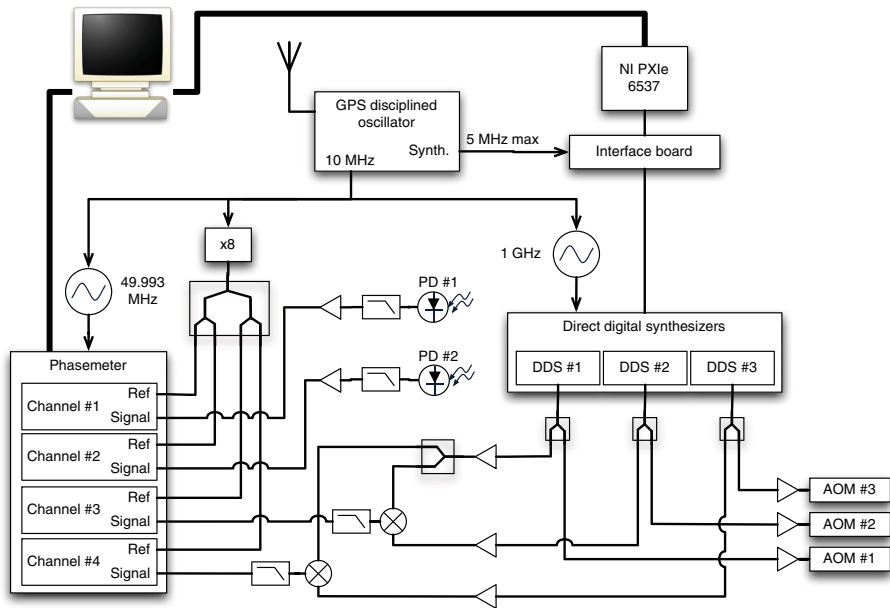 NI PXIe
6537
GPS disciplined
oscillator
Synth.
10 MHz
5 MHz max
Interface board
x8
1 GHz
49.993
MHz
PD #1
PD #2
Direct digital synthesizers
DDS #1
DDS #2
DDS #3
Phasemeter
Channel #1
Ref
Signal
Channel #2
Ref
Signal
Channel #3
Ref
Signal
Channel #4
Ref
Signal
AOM #3
AOM #2
AOM #1